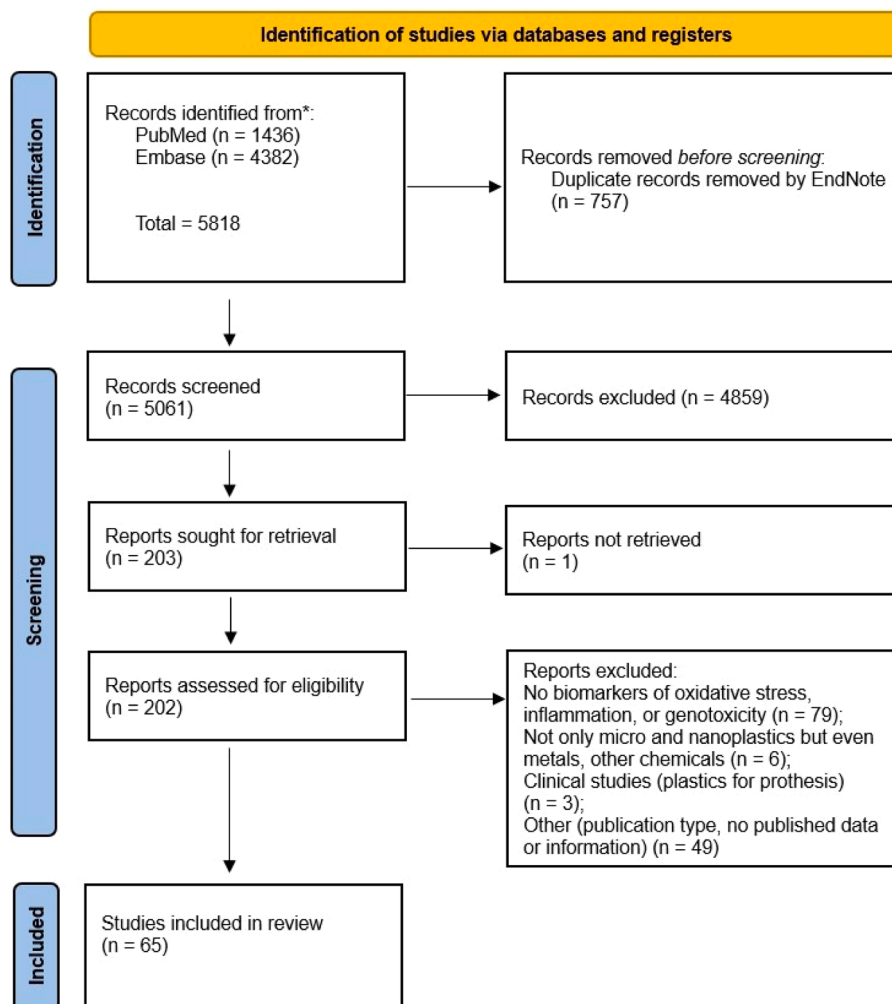 Identification of studies via databases and registers
Identification
Records identified from*:
PubMed (n = 1436)
Embase (n = 4382)
Total = 5818
Records removed before screening:
Duplicate records removed by EndNote
(n = 757)
Screening
Records screened
(n = 5061)
Records excluded (n = 4859)
Reports sought for retrieval
(n = 203)
Reports not retrieved
(n = 1)
Reports assessed for eligibility
(n = 202)
Reports excluded:
No biomarkers of oxidative stress,
inflammation, or genotoxicity (n = 79);
Not only micro and nanoplastics but even
metals, other chemicals (n = 6);
Clinical studies (plastics for prothesis)
(n = 3);
Other (publication type, no published data
or information) (n = 49)
Included
Studies included in review
(n = 65)